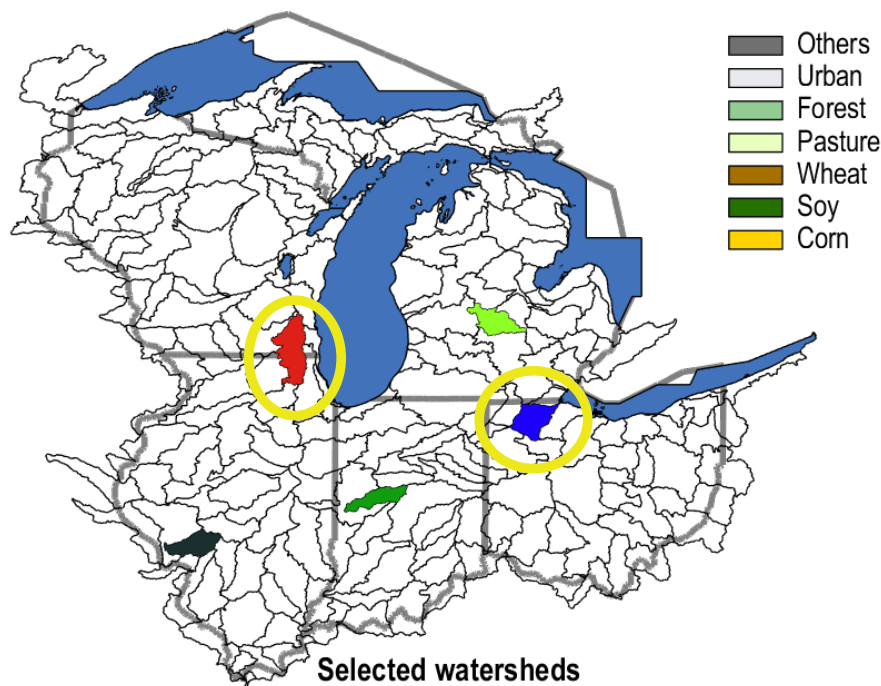 Others
Urban
Forest
Pasture
Wheat
Soy
Corn
Selected watersheds